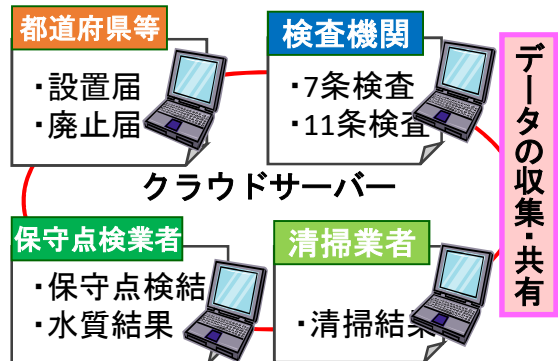 都道府県等
・設置届
・廃止届
検査機関
・7条検査
・11条検査
データの収集・共有
クラウドサーバー
保守点検業者
・保守点検結
・水質結果
清掃業者
・清掃結果